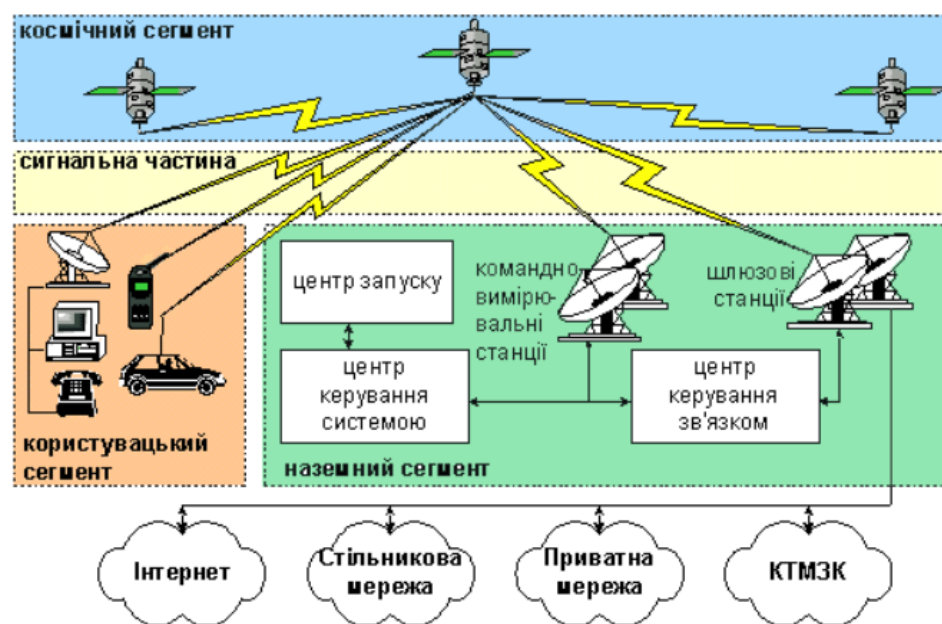 космічний сегмент
сигнальна частина
центр запуску
командно
вимірю-
вальні
станції
шлюзові
станції
центр
керування
системою
центр
керування
зв'язком
користувацький
сегмент
наземний сегмент
Інтернет
Стільникова
мережа
Приватна
мережа
КТМЗК